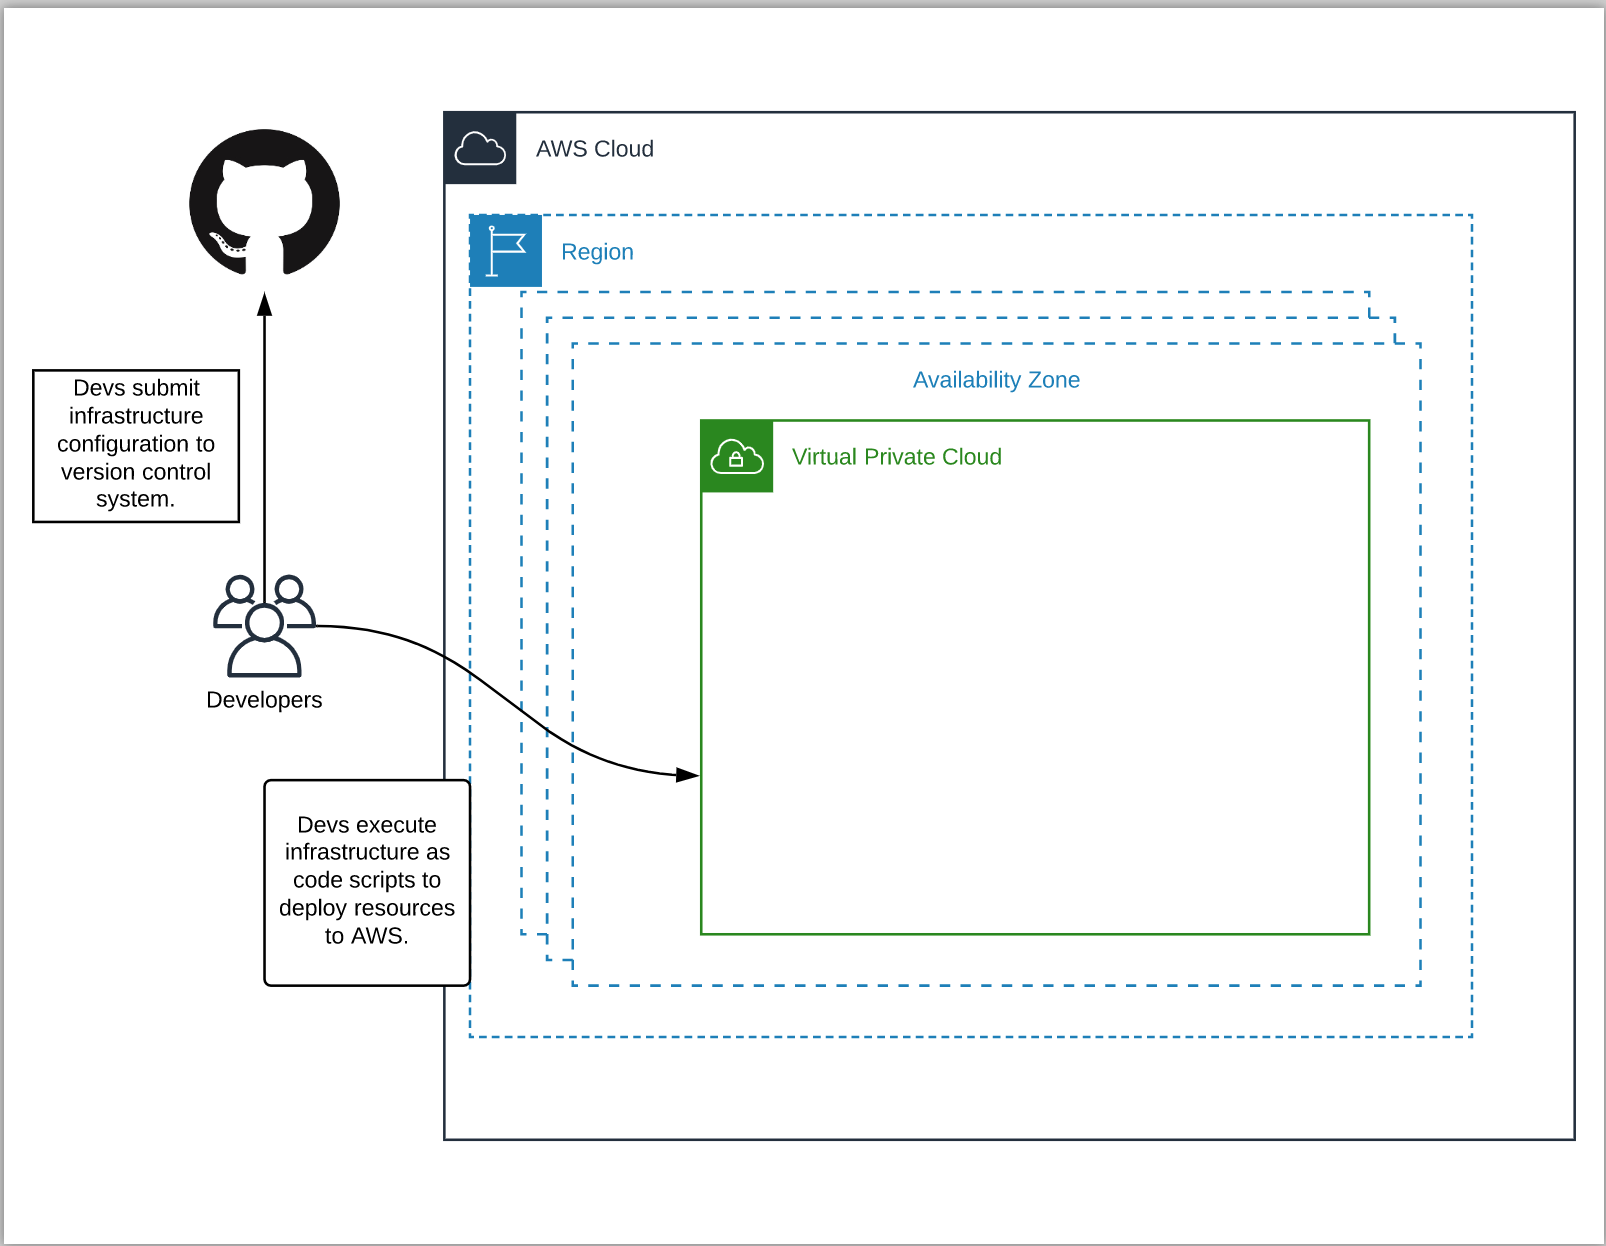 AWS Cloud
Region
Availability Zone
Virtual Private Cloud
Devs submit
infrastructure
configuration to
version control
system.
Developers
Devs execute
infrastructure as
code scripts to
deploy resources
to AWS.